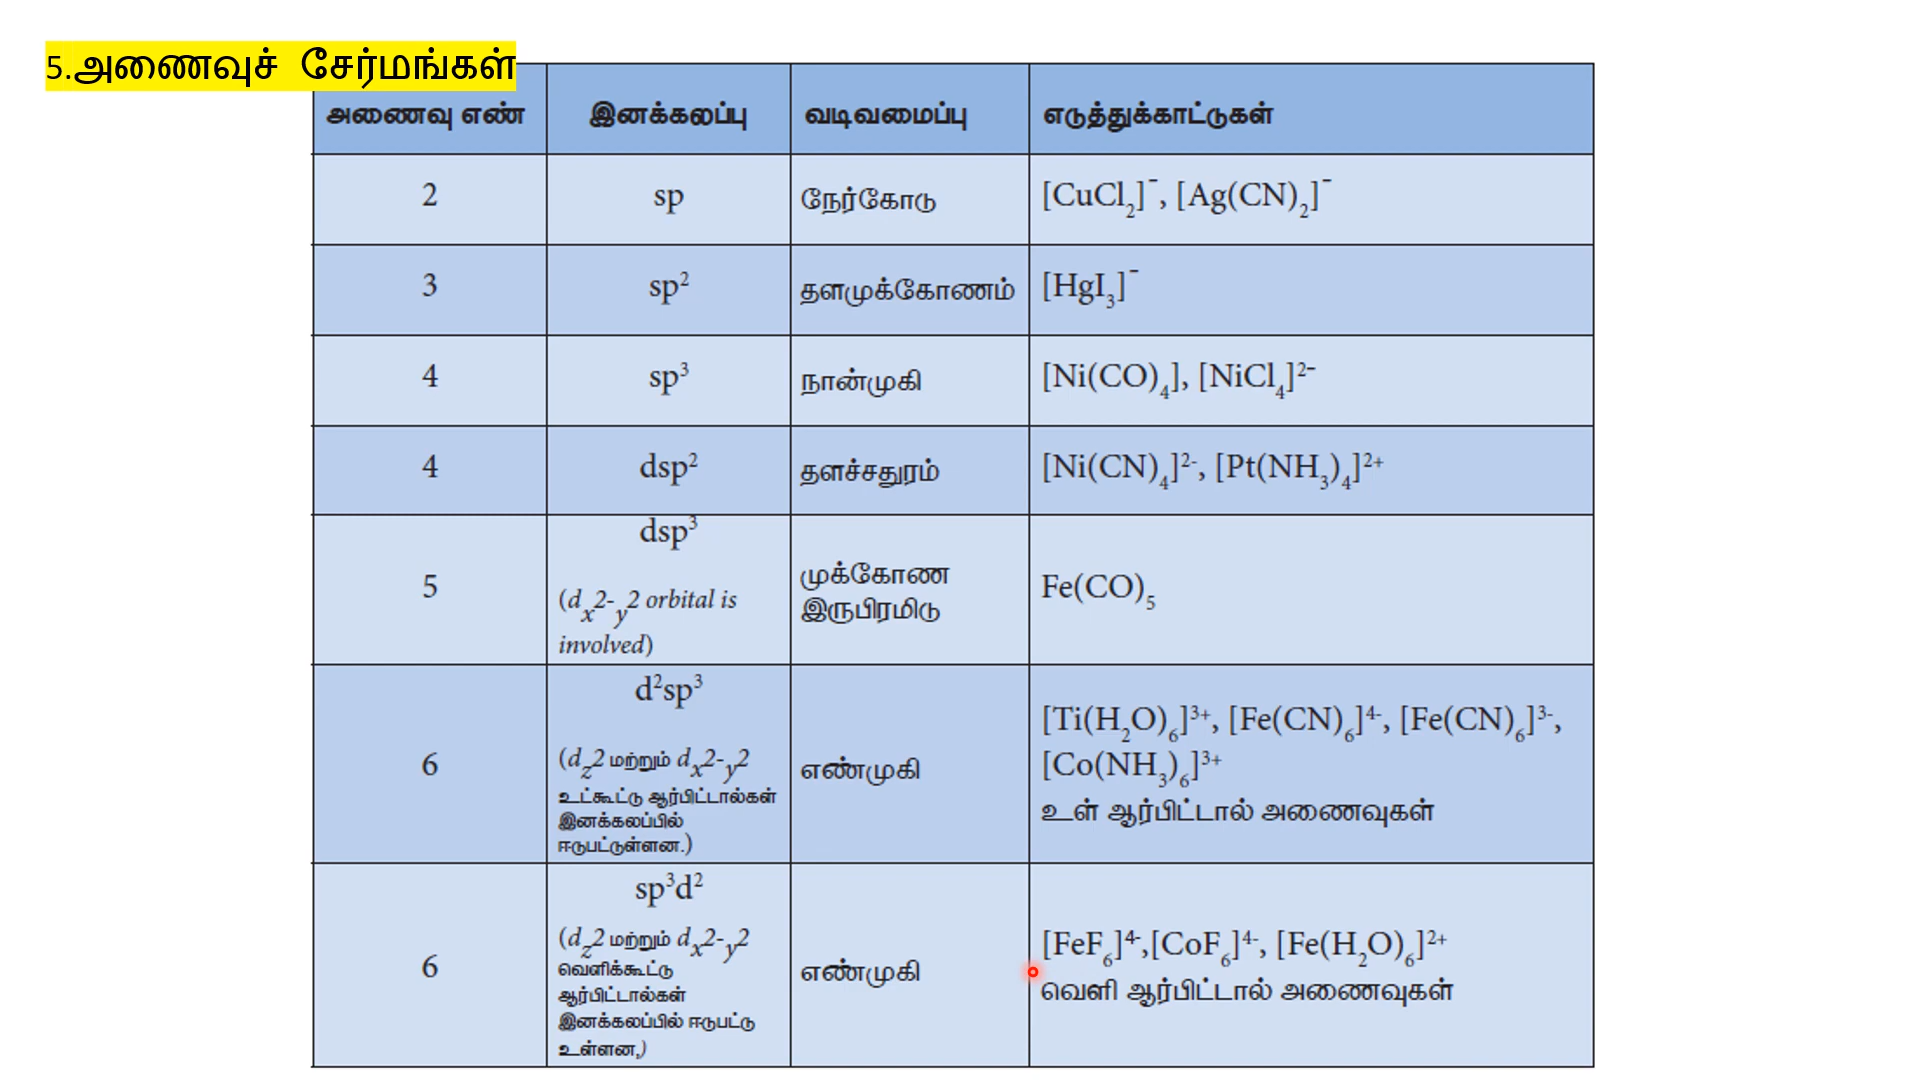 5.அணைவுச் சேர்மங்கள்
அணைவு எண் இனக்கலப்பு வடிவமைப்பு எடுத்துக்காட்டுகள்
2 sp நேர்கோடு [CuCl₂]⁻, [Ag(CN)₂]⁻
3 sp² தளமுக்கோணம் [HgI₃]⁻
4 sp³ நான்முகி [Ni(CO)₄], [NiCl₄]²⁻
4 dsp² தளச்சதுரம் [Ni(CN)₄]²⁻, [Pt(NH₃)₄]²⁺
5
dsp³
(dₓ2-ᵧ2 orbital is
involved)
முக்கோண
இருபிரமிடு
Fe(CO)₅
6
d²sp³
(d_z2 மற்றும் dₓ2-ᵧ2
உட்கூட்டு ஆர்பிட்டால்கள்
இனக்கலப்பில்
ஈடுபட்டுள்ளன.)
எண்முகி
[Ti(H₂O)₆]³⁺, [Fe(CN)₆]⁴⁻, [Fe(CN)₆]³⁻,
[Co(NH₃)₆]³⁺
உள் ஆர்பிட்டால் அணைவுகள்
6
sp³d²
(d_z2 மற்றும் dₓ2-ᵧ2
வெளிக்கூட்டு
ஆர்பிட்டால்கள்
இனக்கலப்பில் ஈடுபட்டு
உள்ளன,)
எண்முகி
[FeF₆]⁴⁻,[CoF₆]⁴⁻, [Fe(H₂O)₆]²⁺
வெளி ஆர்பிட்டால் அணைவுகள்